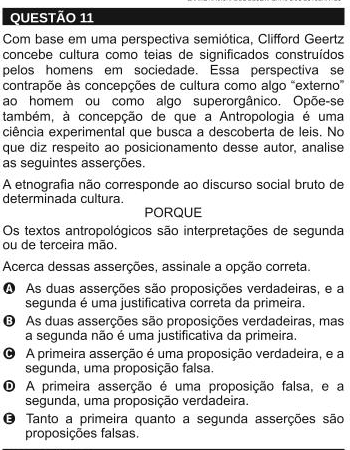 QUESTÃO 11
Com base em uma perspectiva semiótica, Clifford Geertz
concebe cultura como teias de significados construídos
pelos homens em sociedade. Essa perspectiva se
contrapõe às concepções de cultura como algo “externo”
ao homem ou como algo superorgânico. Opõe-se
também, à concepção de que a Antropologia é uma
ciência experimental que busca a descoberta de leis. No
que diz respeito ao posicionamento desse autor, analise
as seguintes asserções.
A etnografia não corresponde ao discurso social bruto de
determinada cultura.
PORQUE
Os textos antropológicos são interpretações de segunda
ou de terceira mão.
Acerca dessas asserções, assinale a opção correta.
A As duas asserções são proposições verdadeiras, e a
segunda é uma justificativa correta da primeira.
B As duas asserções são proposições verdadeiras, mas
a segunda não é uma justificativa da primeira.
C A primeira asserção é uma proposição verdadeira, e a
segunda, uma proposição falsa.
D A primeira asserção é uma proposição falsa, e a
segunda, uma proposição verdadeira.
E Tanto a primeira quanto a segunda asserções são
proposições falsas.